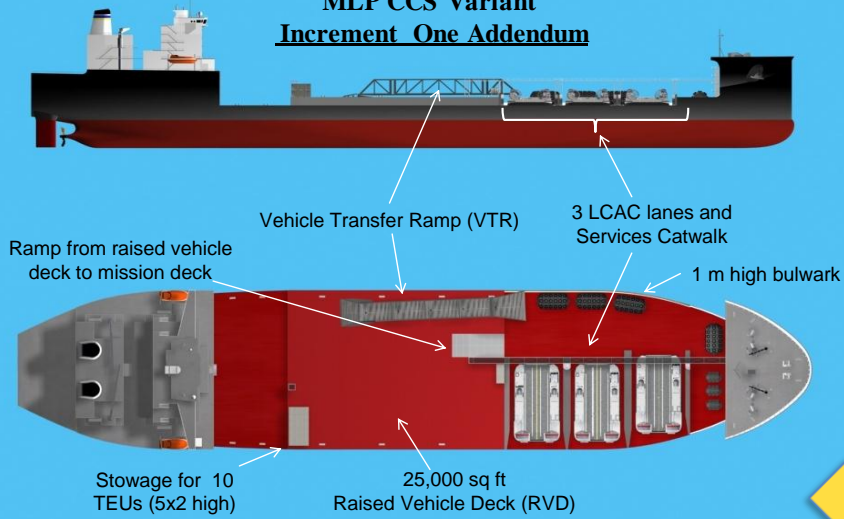 MLP CCS Variant
Increment One Addendum
Vehicle Transfer Ramp (VTR)
3 LCAC lanes and
Services Catwalk
Ramp from raised vehicle
deck to mission deck
1 m high bulwark
Stowage for 10
TEUs (5x2 high)
25,000 sq ft
Raised Vehicle Deck (RVD)